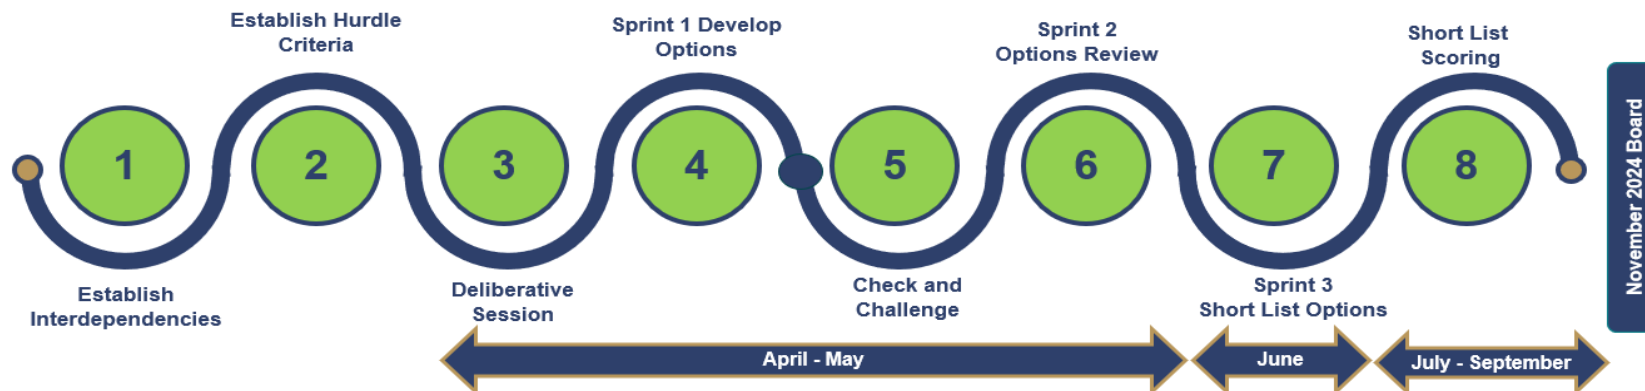 Establish Hurdle
Criteria
Sprint 1 Develop
Options
Sprint 2
Options Review
Short List
Scoring
1
2
3
4
5
6
7
8
November 2024 Board
Establish
Interdependencies
Deliberative
Session
Check and
Challenge
Sprint 3
Short List Options
April - May
June
July - September